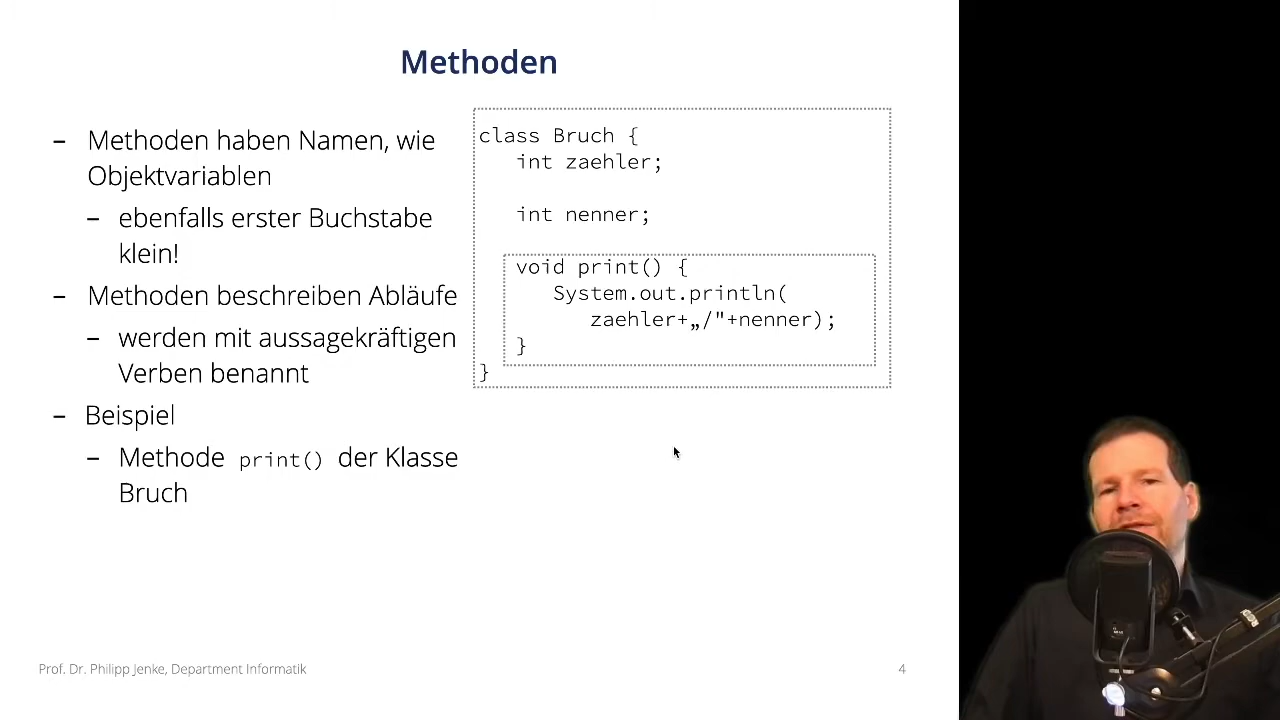 Methoden
– Methoden haben Namen, wie
Objektvariablen
– ebenfalls erster Buchstabe
klein!
– Methoden beschreiben Abläufe
– werden mit aussagekräftigen
Verben benannt
– Beispiel
– Methode print() der Klasse
Bruch
class Bruch {
int zaehler;
int nenner;
void print() {
System.out.println(
zaehler+„/"+nenner);
}
}
Prof. Dr. Philipp Jenke, Department Informatik
4